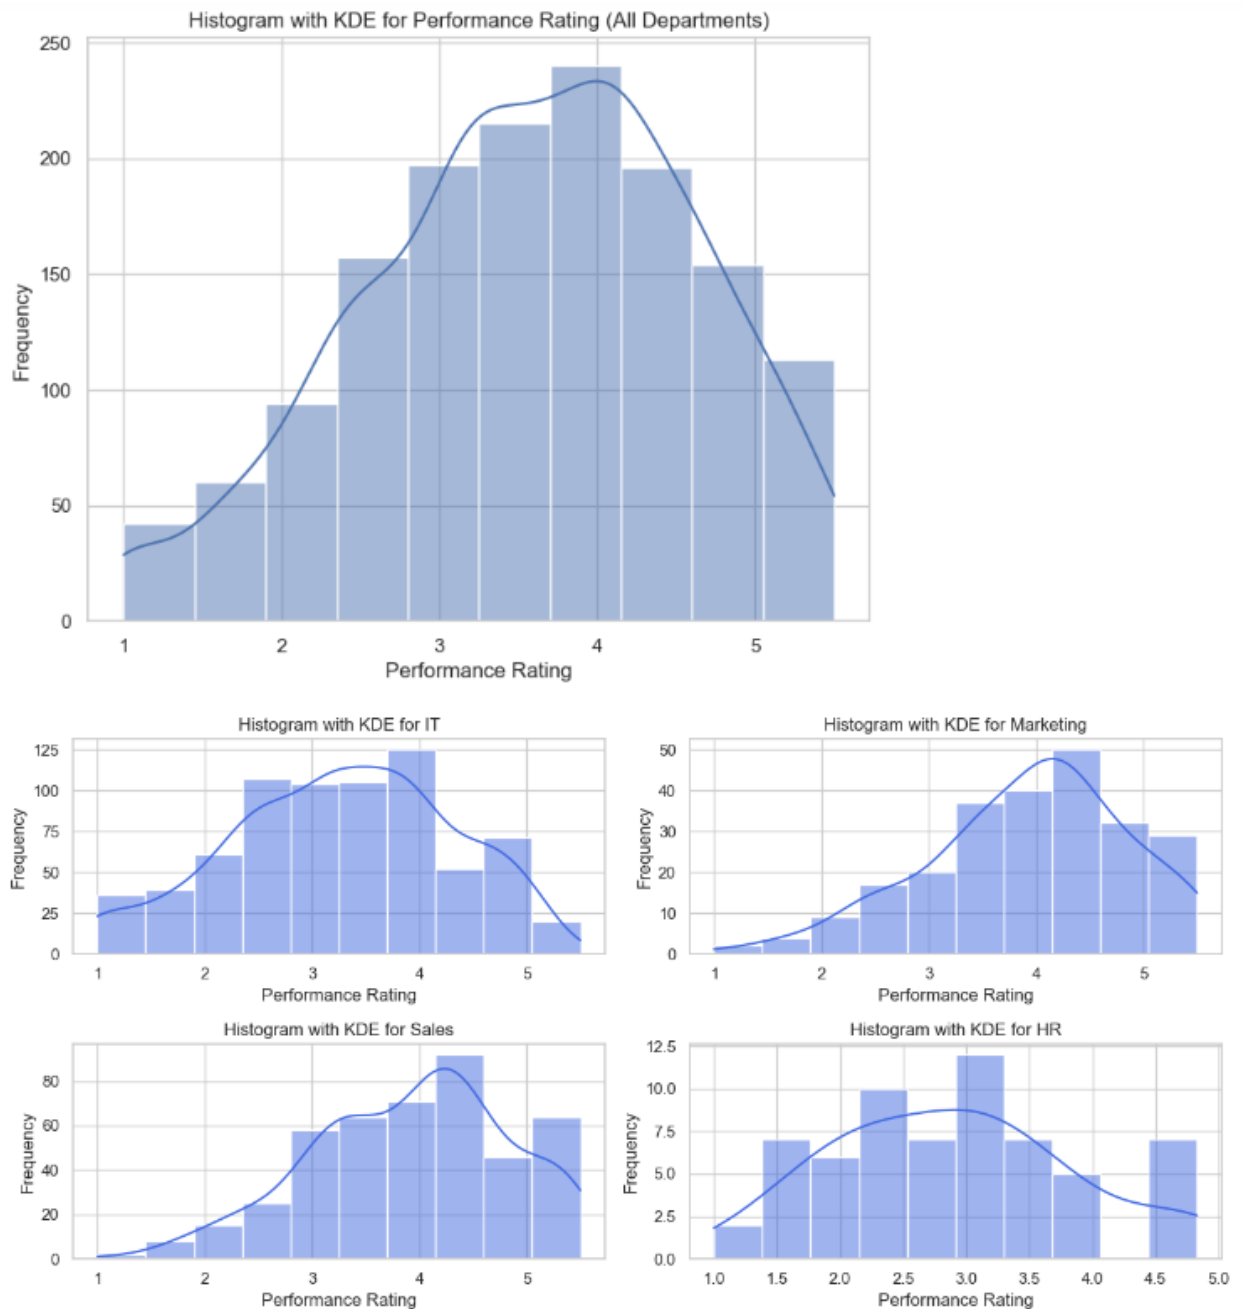 Histogram with KDE for Performance Rating (All Departments)
250
200
150
100
50
0
Frequency
1 2 3 4 5
Performance Rating
Histogram with KDE for IT
125
100
75
50
25
0
Frequency
1 2 3 4 5
Performance Rating
Histogram with KDE for Marketing
50
40
30
20
10
0
Frequency
1 2 3 4 5
Performance Rating
Histogram with KDE for Sales
80
60
40
20
0
Frequency
1 2 3 4 5
Performance Rating
Histogram with KDE for HR
12.5
10.0
7.5
5.0
2.5
0.0
Frequency
1.0 1.5 2.0 2.5 3.0 3.5 4.0 4.5 5.0
Performance Rating